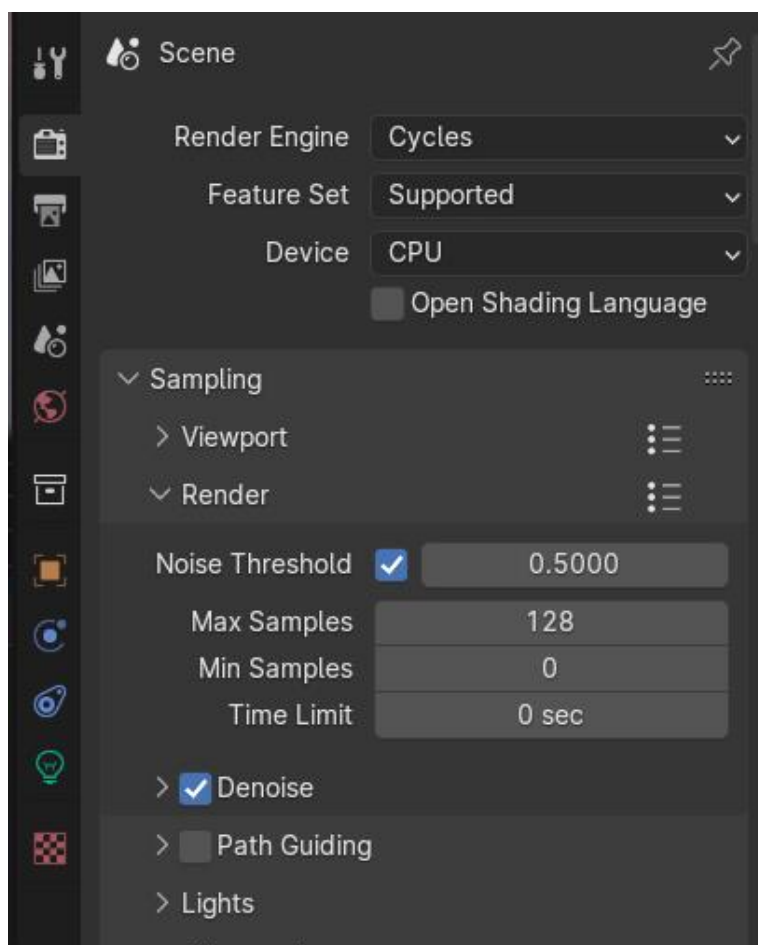 Scene
Render Engine Cycles
Feature Set Supported
Device CPU
Open Shading Language
Sampling
Viewport
Render
Noise Threshold 0.5000
Max Samples 128
Min Samples 0
Time Limit 0 sec
Denoise
Path Guiding
Lights